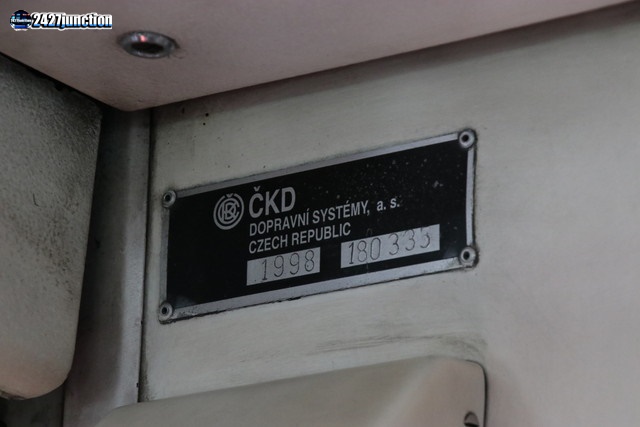 2427junction
ČKD
DOPRAVNÍ SYSTÉMY, a. s.
CZECH REPUBLIC
1998 180335